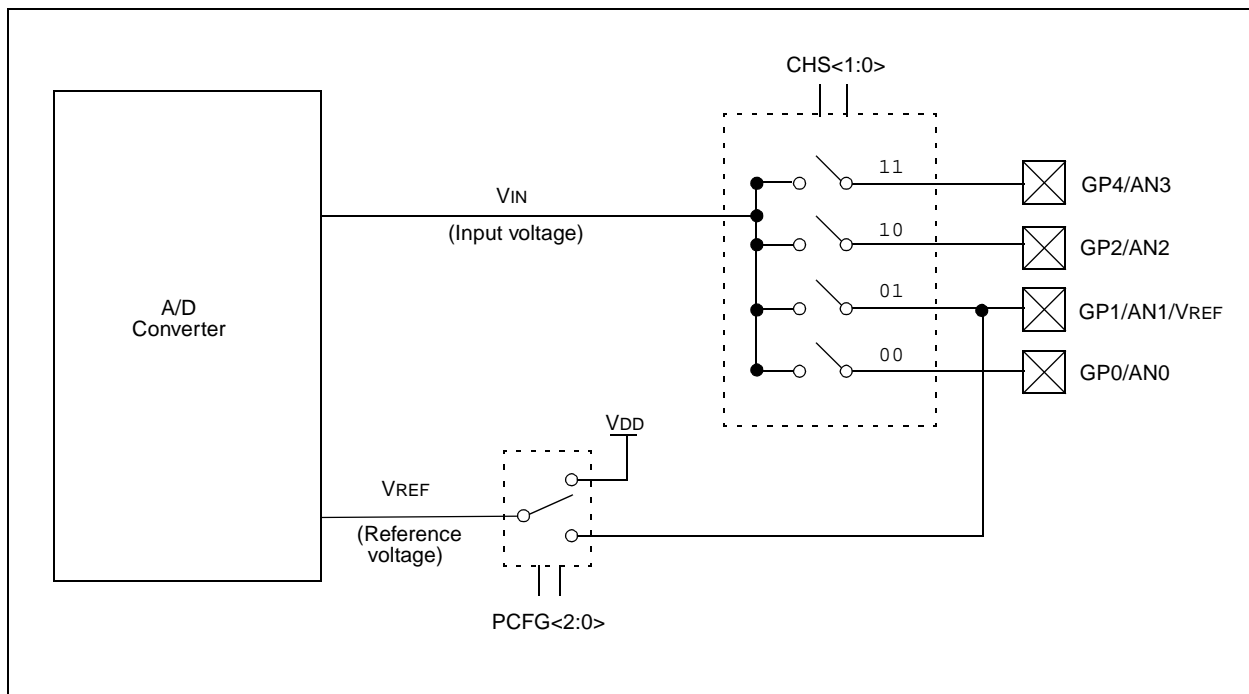 CHS<1:0>
11
GP4/AN3
VIN
(Input voltage)
10
GP2/AN2
A/D
Converter
01
GP1/AN1/VREF
00
GP0/AN0
VDD
VREF
(Reference
voltage)
PCFG<2:0>